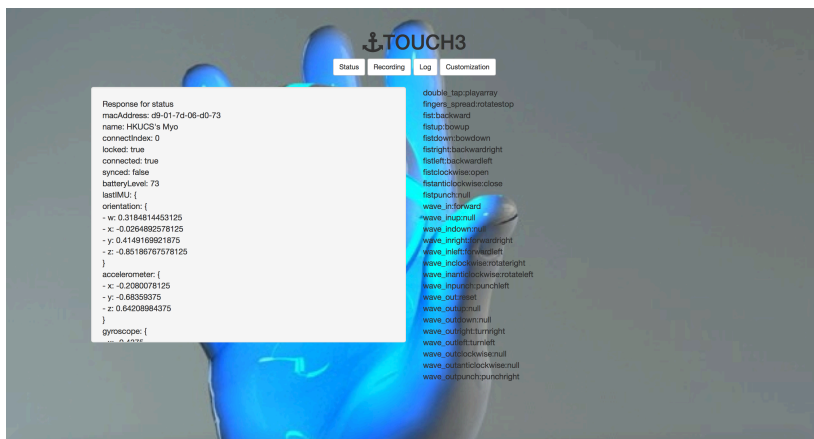 TOUCH3
Status Recording Log Customization
Response for status
macAddress: d9-01-7d-06-d0-73
name: HKUCS's Myo
connectIndex: 0
locked: true
connected: true
synced: false
batteryLevel: 73
lastIMU: {
orientation: {
- w: 0.3184814453125
- x: -0.0264892578125
- y: 0.4149169921875
- z: -0.85186767578125
}
accelerometer: {
- x: -0.2080078125
- y: -0.68359375
- z: 0.64208984375
}
gyroscope: {
double_tap:playarray
fingers_spread:rotatestop
fist:backward
fistup:bowup
fistdown:bowdown
fistright:backwardright
fistleft:backwardleft
fistclockwise:open
fistanticlockwise:close
fistpunch:null
wave_in:forward
wave_inup:null
wave_indown:null
wave_inright:forwardright
wave_inleft:forwardleft
wave_inclockwise:rotateright
wave_inanticlockwise:rotateleft
wave_inpunch:punchleft
wave_out:reset
wave_outup:null
wave_outdown:null
wave_outright:turnright
wave_outleft:turnleft
wave_outclockwise:null
wave_outanticlockwise:null
wave_outpunch:punchright